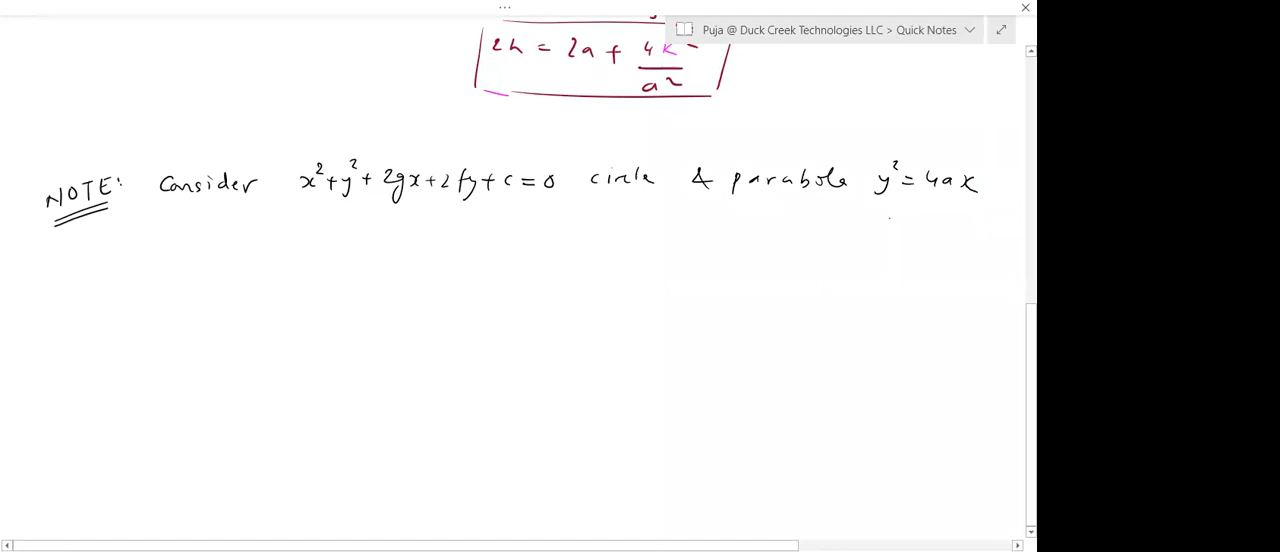 ...
Puja @ Duck Creek Technologies LLC > Quick Notes
2h = 2a + 4k² / a²
NOTE: Consider x² + y² + 2gx + 2fy + c = 0 circle & parabola y² = 4ax